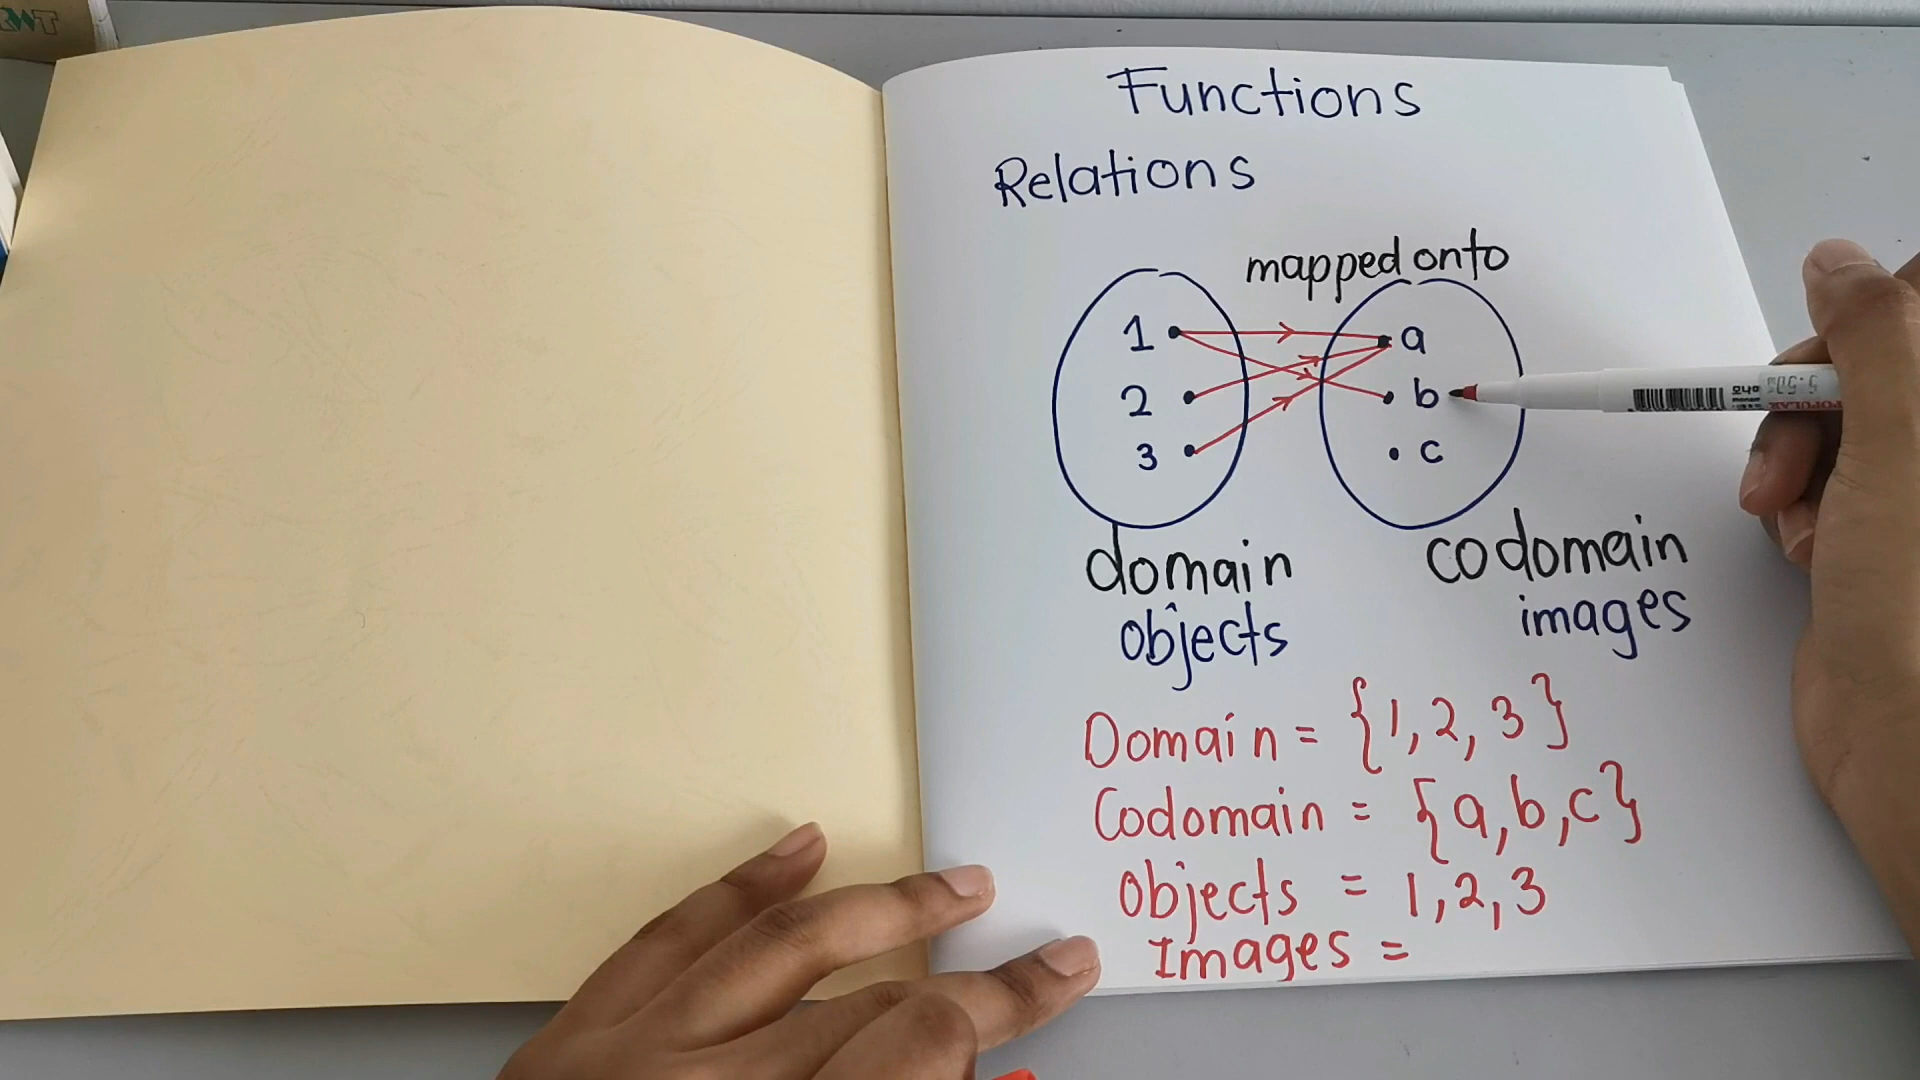 Functions
Relations
mapped onto
1 a
2 b
3 c
domain codomain
objects images
Domain = {1, 2, 3}
Codomain = {a, b, c}
Objects = 1, 2, 3
Images =
POPULAR